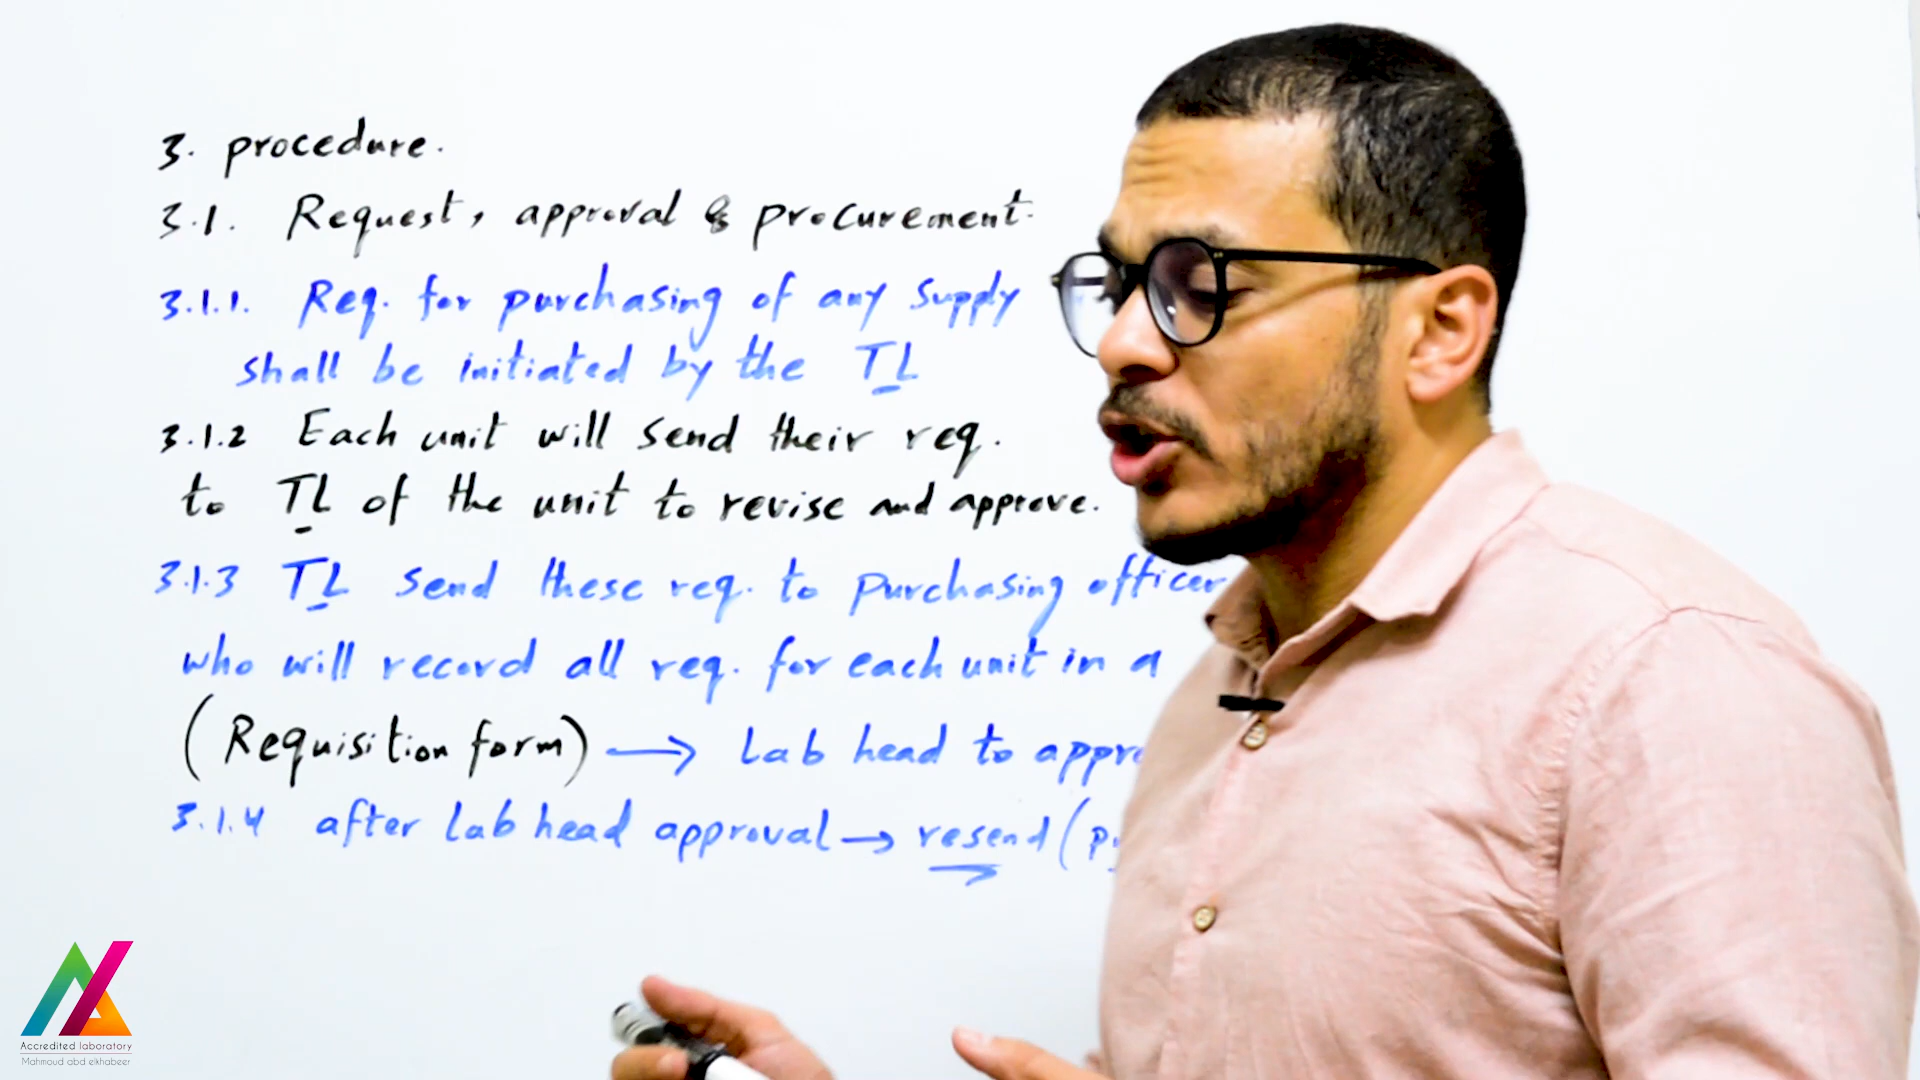 3. procedure.
3.1. Request, approval & procurement.
3.1.1. Req. for purchasing of any supply
shall be initiated by the TL
3.1.2 Each unit will send their req.
to TL of the unit to revise and approve.
3.1.3 TL send these req. to purchasing officer
who will record all req. for each unit in a
(Requisition form) → Lab head to appro
3.1.4 after Lab head approval → resend (p
Accredited laboratory
Mahmoud abd elkhabeer